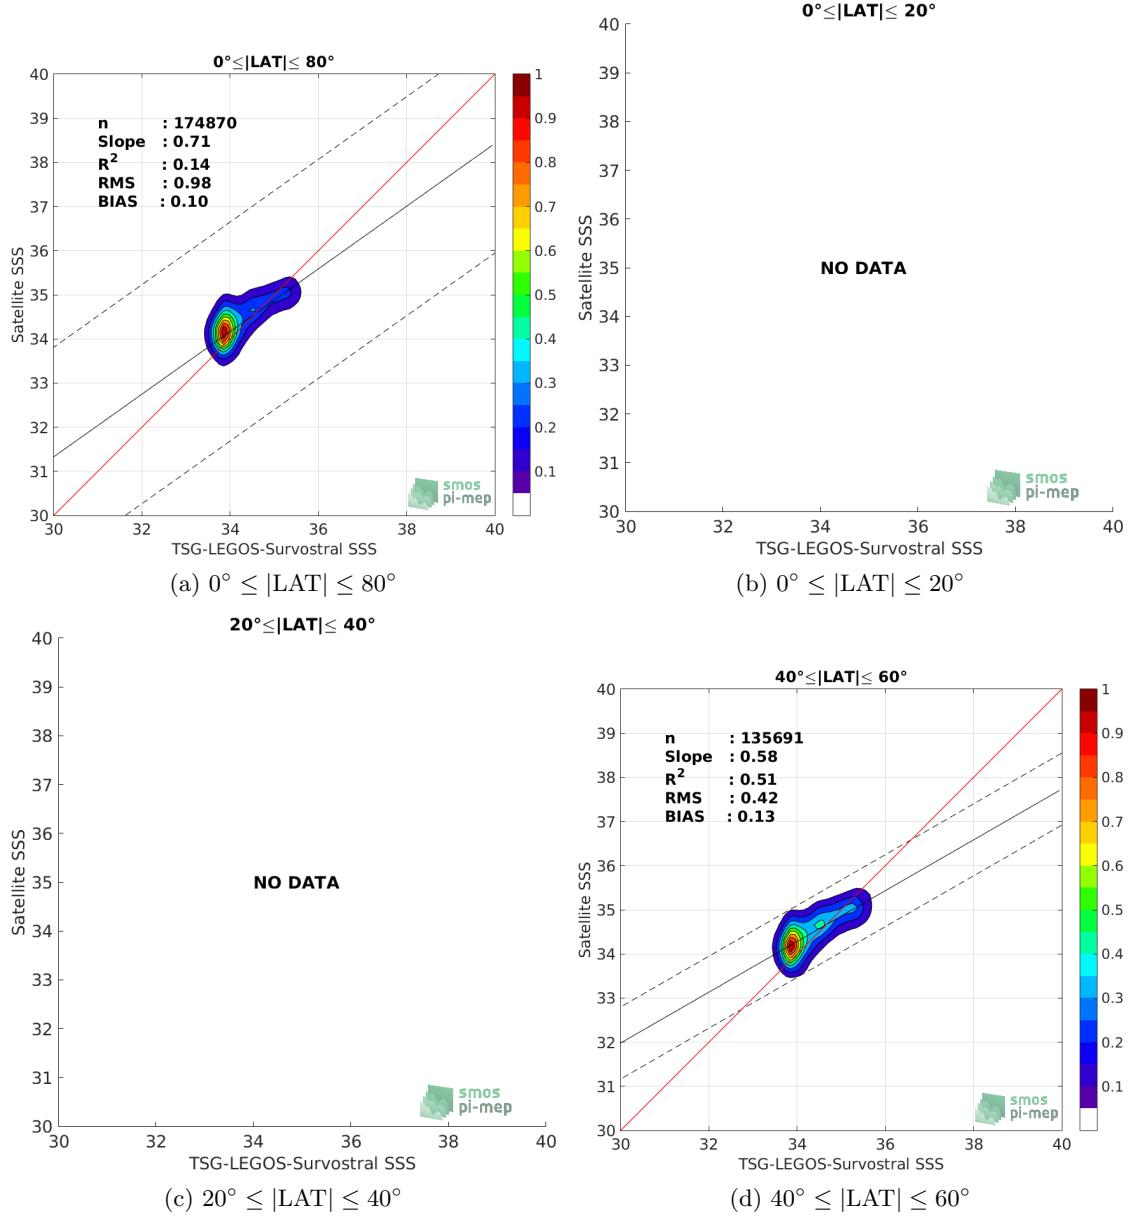 0°≤|LAT|≤ 80°
40
39
38
37
36
35
34
33
32
31
30
Satellite SSS
n : 174870
Slope : 0.71
R² : 0.14
RMS : 0.98
BIAS : 0.10
1
0.9
0.8
0.7
0.6
0.5
0.4
0.3
0.2
0.1
smos
pi-mep
30 32 34 36 38 40
TSG-LEGOS-Survostral SSS
(a) 0° ≤ |LAT| ≤ 80°
0°≤|LAT|≤ 20°
40
39
38
37
36
35
34
33
32
31
30
Satellite SSS
NO DATA
smos
pi-mep
30 32 34 36 38 40
TSG-LEGOS-Survostral SSS
(b) 0° ≤ |LAT| ≤ 20°
20°≤|LAT|≤ 40°
40
39
38
37
36
35
34
33
32
31
30
Satellite SSS
NO DATA
smos
pi-mep
30 32 34 36 38 40
TSG-LEGOS-Survostral SSS
(c) 20° ≤ |LAT| ≤ 40°
40°≤|LAT|≤ 60°
40
39
38
37
36
35
34
33
32
31
30
Satellite SSS
n : 135691
Slope : 0.58
R² : 0.51
RMS : 0.42
BIAS : 0.13
1
0.9
0.8
0.7
0.6
0.5
0.4
0.3
0.2
0.1
smos
pi-mep
30 32 34 36 38 40
TSG-LEGOS-Survostral SSS
(d) 40° ≤ |LAT| ≤ 60°